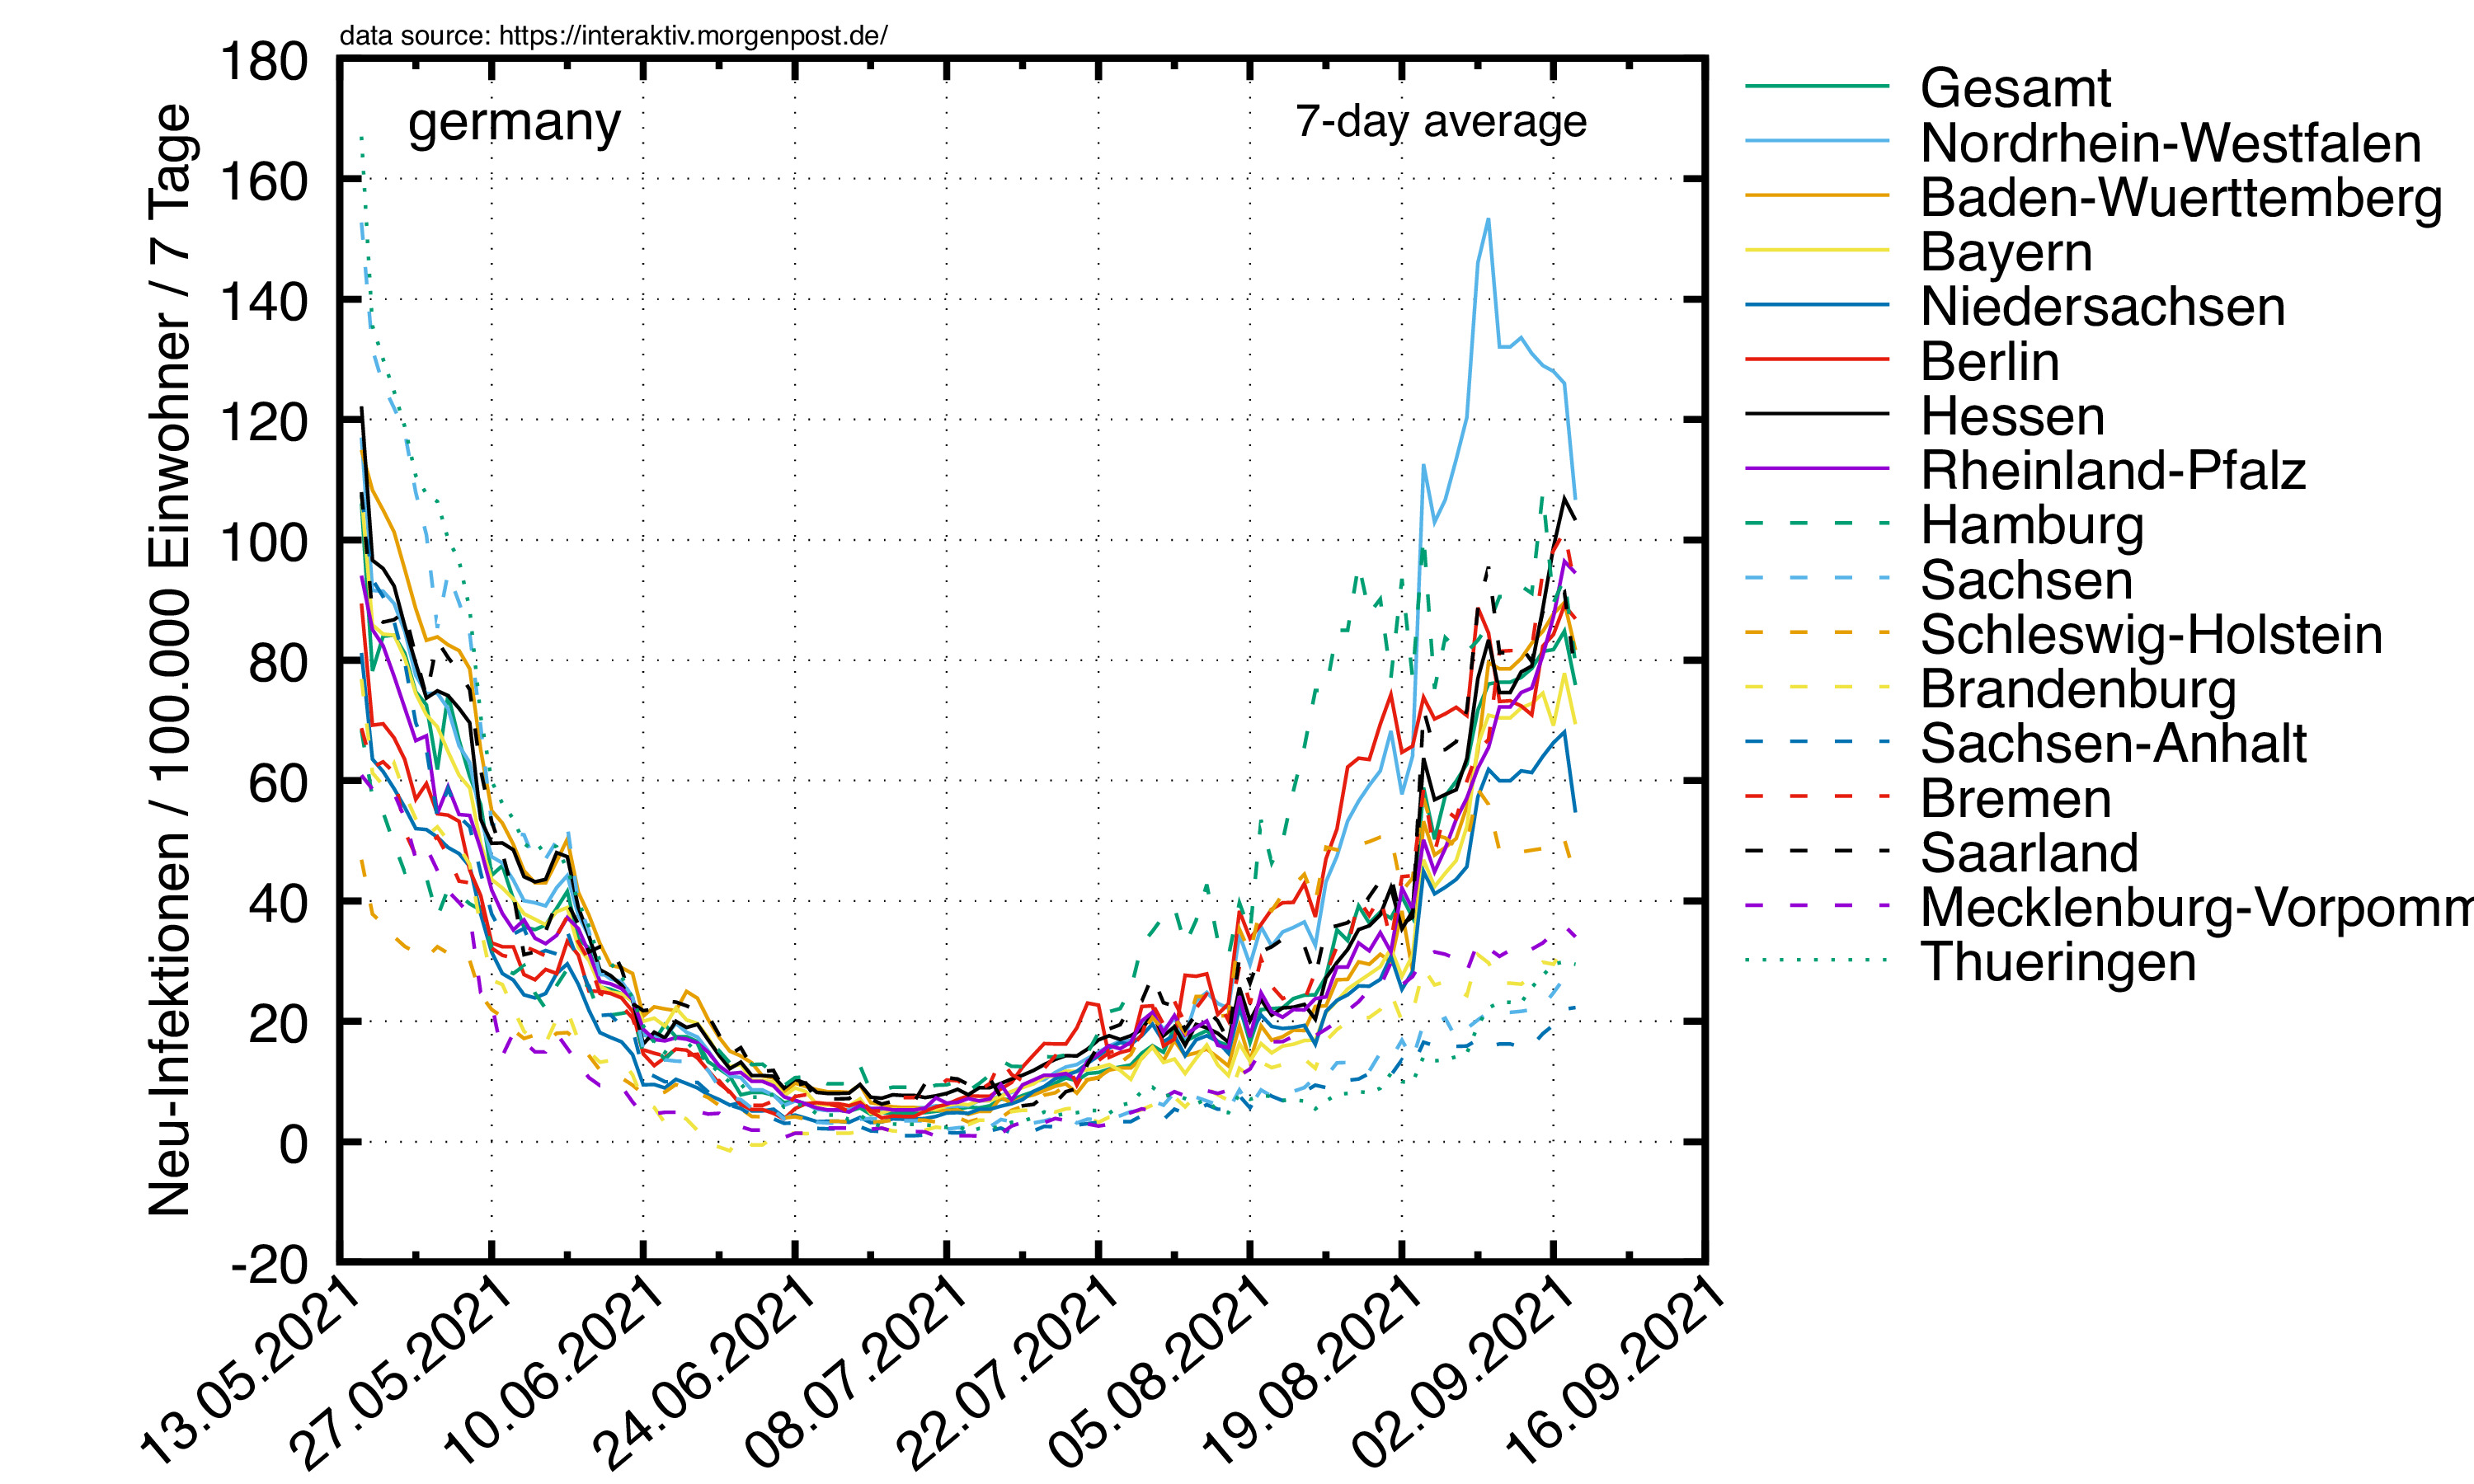 data source: https://interaktiv.morgenpost.de/
germany
7-day average
Neu-Infektionen / 100.000 Einwohner / 7 Tage
180
160
140
120
100
80
60
40
20
0
-20
13.05.2021
27.05.2021
10.06.2021
24.06.2021
08.07.2021
22.07.2021
05.08.2021
19.08.2021
02.09.2021
16.09.2021
Gesamt
Nordrhein-Westfalen
Baden-Wuerttemberg
Bayern
Niedersachsen
Berlin
Hessen
Rheinland-Pfalz
Hamburg
Sachsen
Schleswig-Holstein
Brandenburg
Sachsen-Anhalt
Bremen
Saarland
Mecklenburg-Vorpomm
Thueringen